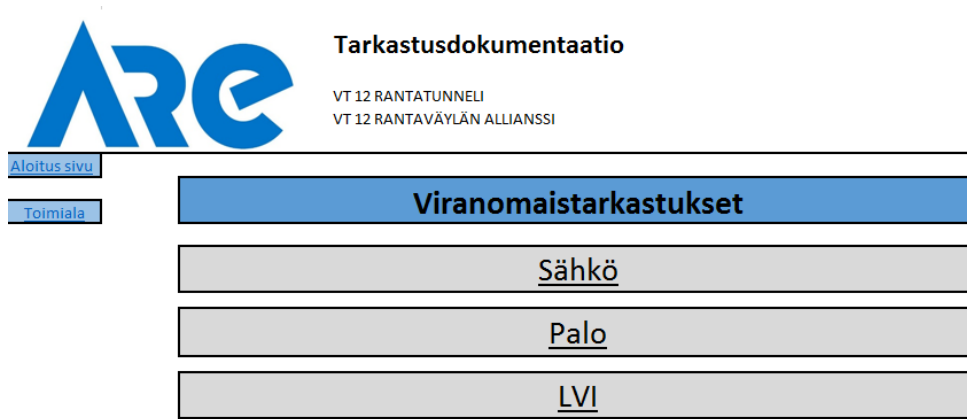 ARe
Tarkastusdokumentaatio
VT 12 RANTATUNNELI
VT 12 RANTAVÄYLÄN ALLIANSSI
Aloitus sivu
Toimiala
Viranomaistarkastukset
Sähkö
Palo
LVI